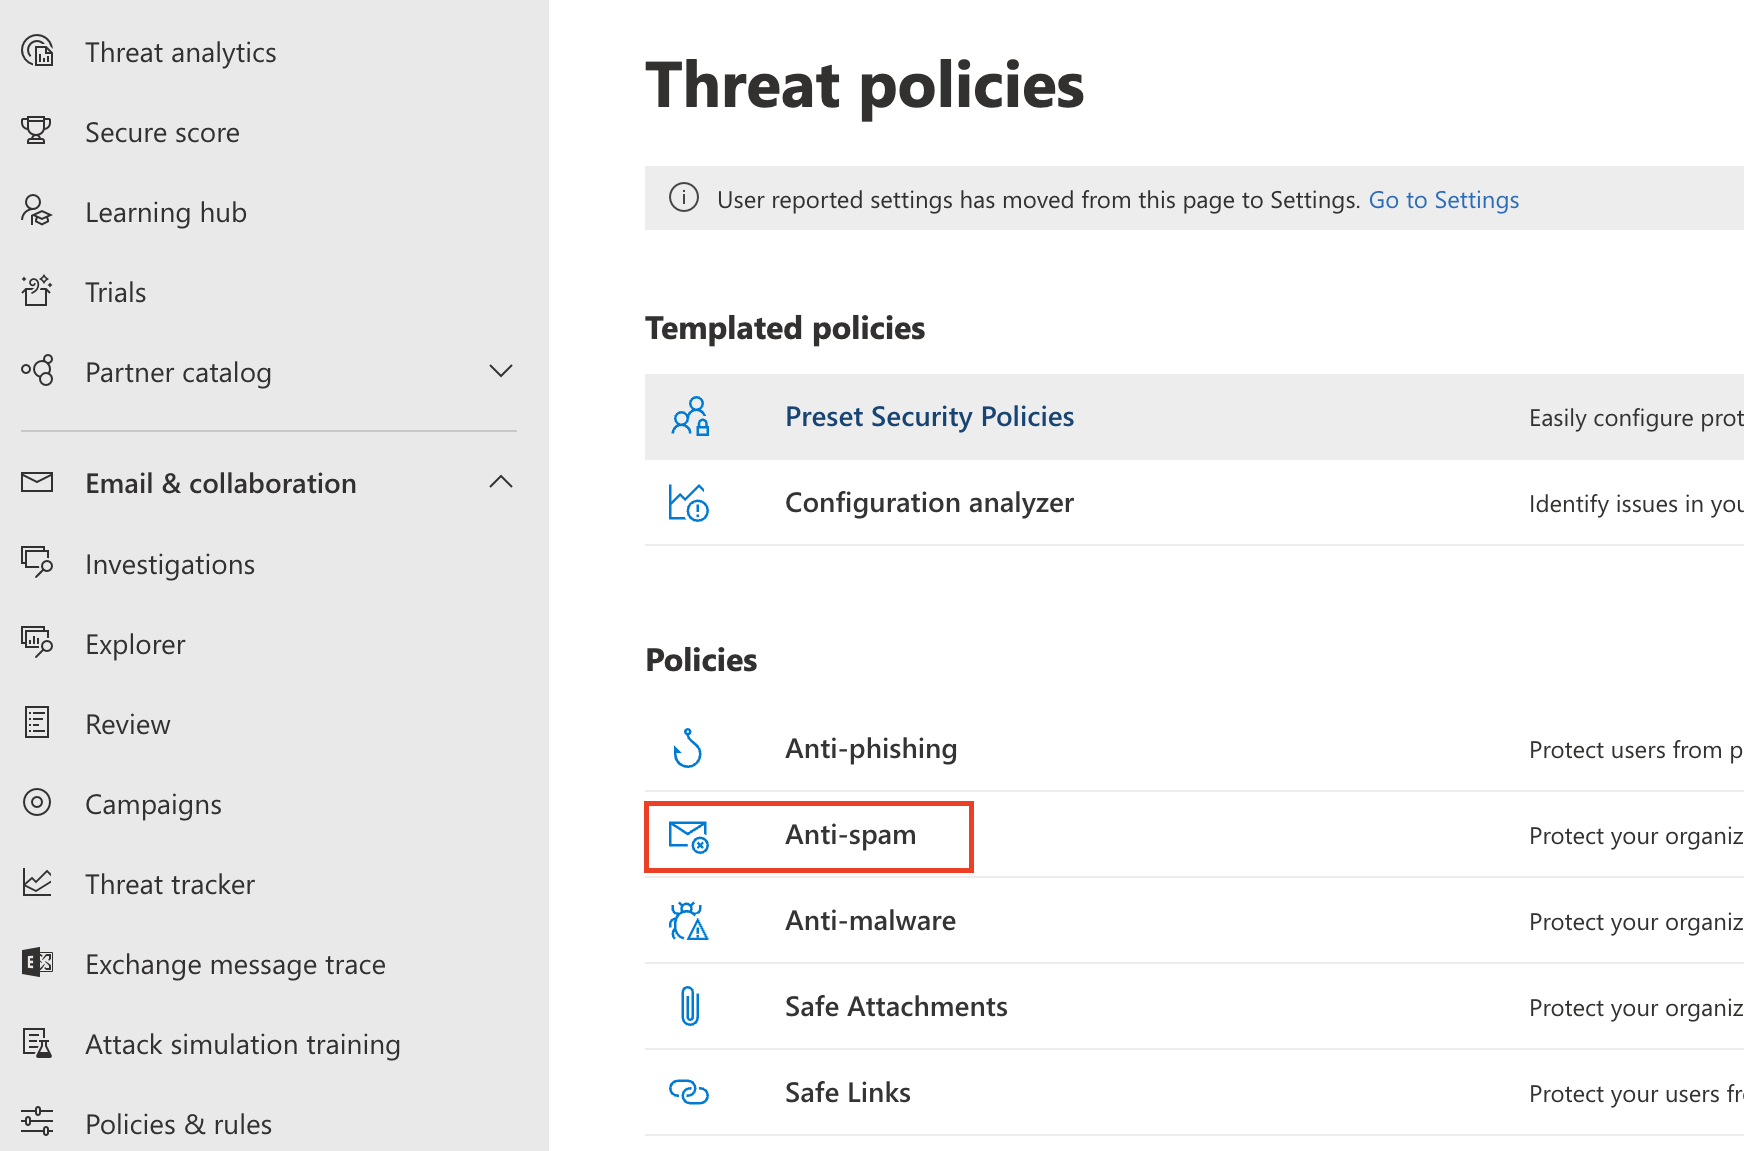 Threat analytics
Secure score
Learning hub
Trials
Partner catalog
Email & collaboration
Investigations
Explorer
Review
Campaigns
Threat tracker
Exchange message trace
Attack simulation training
Policies & rules
Threat policies
User reported settings has moved from this page to Settings. Go to Settings
Templated policies
Preset Security Policies Easily configure prot
Configuration analyzer Identify issues in you
Policies
Anti-phishing Protect users from p
Anti-spam Protect your organiz
Anti-malware Protect your organiz
Safe Attachments Protect your organiz
Safe Links Protect your users fr